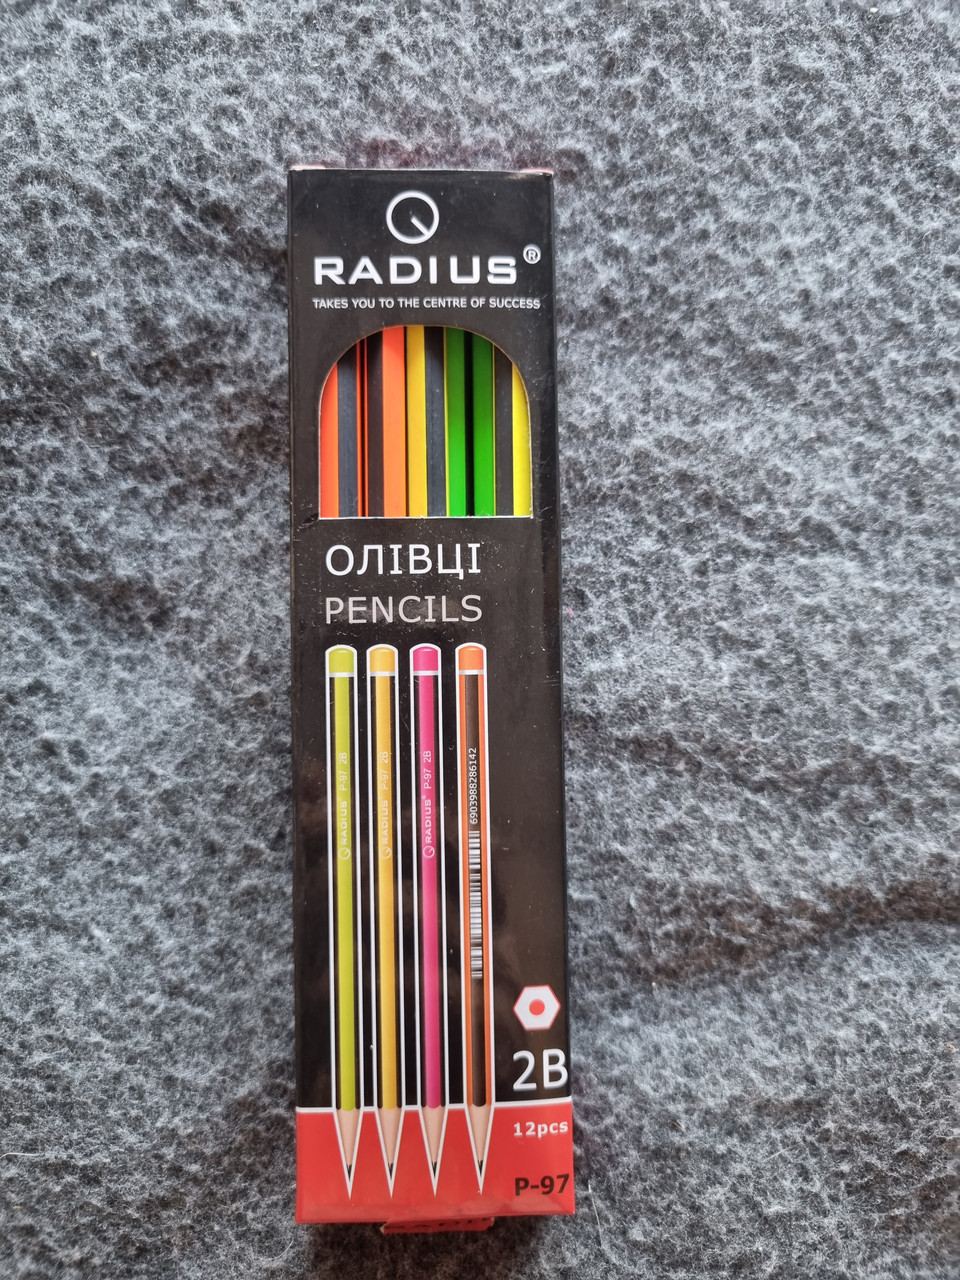 RADIUS®
TAKES YOU TO THE CENTRE OF SUCCESS
ОЛІВЦІ
PENCILS
RADIUS P-97 2B
RADIUS P-97 2B
RADIUS® P-97 2B
6903988286142
2B
12pcs
P-97